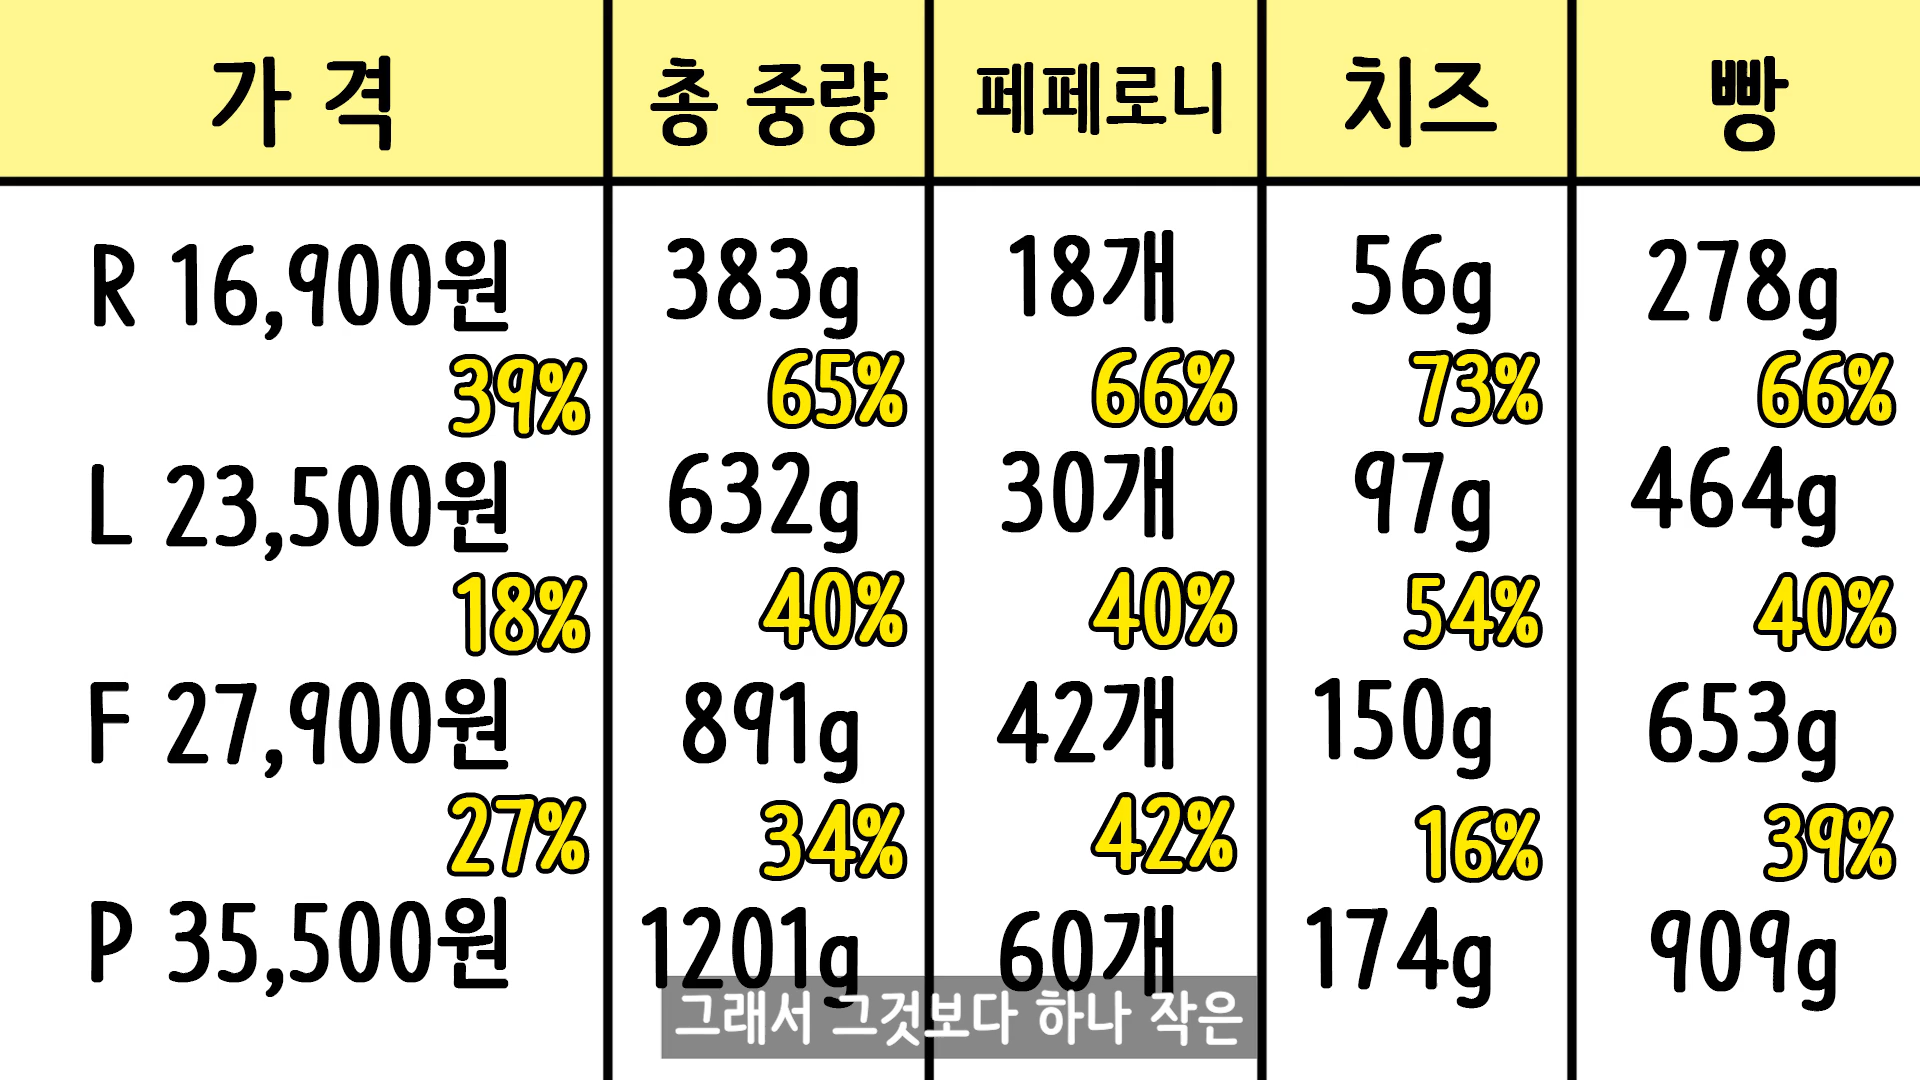 가 격 총 중량 페페로니 치즈 빵
R 16,900원 383g 18개 56g 278g
39% 65% 66% 73% 66%
L 23,500원 632g 30개 97g 464g
18% 40% 40% 54% 40%
F 27,900원 891g 42개 150g 653g
27% 34% 42% 16% 39%
P 35,500원 1201g 60개 174g 909g
그래서 그것보다 하나 작은